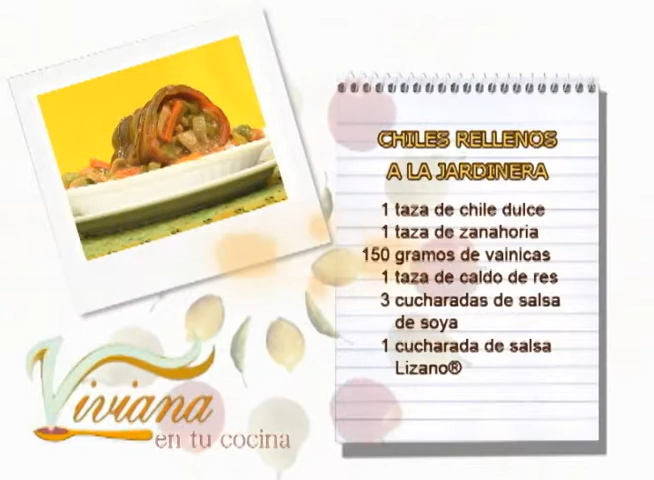 CHILES RELLENOS
A LA JARDINERA
1 taza de chile dulce
1 taza de zanahoria
150 gramos de vainicas
1 taza de caldo de res
3 cucharadas de salsa
de soya
1 cucharada de salsa
Lizano®
Viviana
en tu cocina